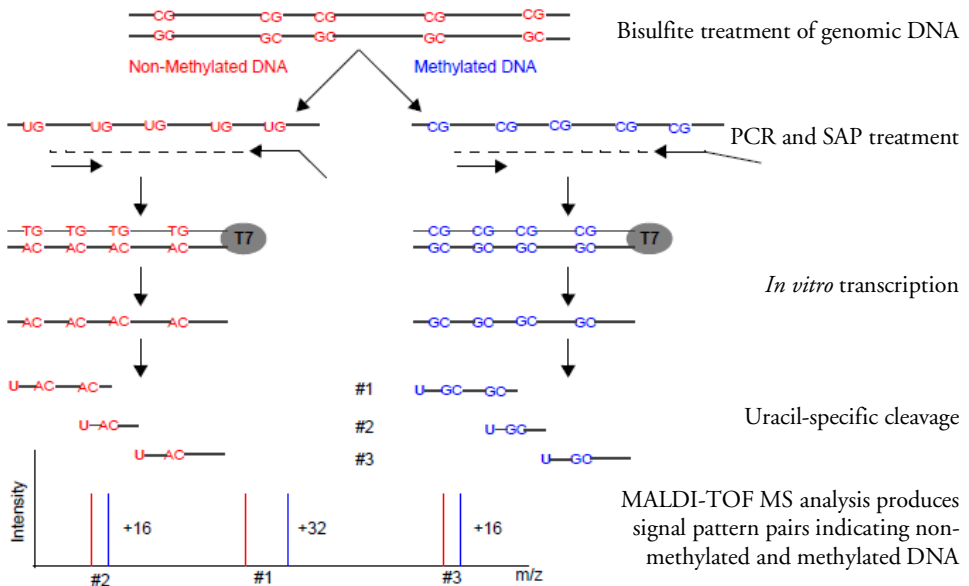 CG CG CG CG CG
GC GC GC GC GC
Bisulfite treatment of genomic DNA
Non-Methylated DNA Methylated DNA
UG UG UG UG UG CG CG CG CG CG
PCR and SAP treatment
TG TG TG TG T7 CG CG CG CG T7
AC AC AC AC GC GC GC GC
In vitro transcription
AC AC AC AC GC GC GC GC
U AC AC #1 U GC GC
U AC #2 U GC
Uracil-specific cleavage
U AC #3 U GC
Intensity
MALDI-TOF MS analysis produces
signal pattern pairs indicating non-
methylated and methylated DNA
+16 +32 +16
#2 #1 #3 m/z